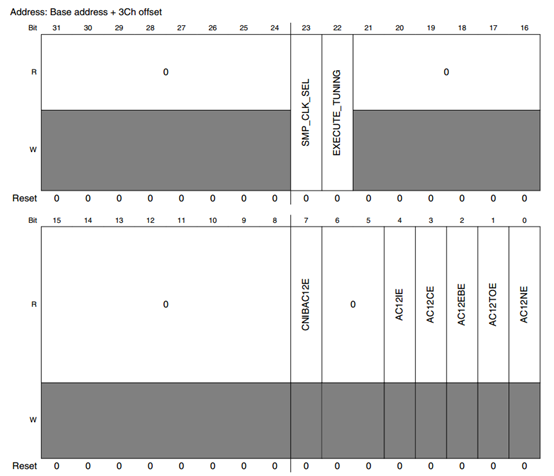 Address: Base address + 3Ch offset
Bit 31 30 29 28 27 26 25 24 23 22 21 20 19 18 17 16
R 0 SMP_CLK_SEL EXECUTE_TUNING 0
W
Reset 0 0 0 0 0 0 0 0 0 0 0 0 0 0 0 0
Bit 15 14 13 12 11 10 9 8 7 6 5 4 3 2 1 0
R 0 CNIBAC12E 0 AC12IE AC12CE AC12EBE AC12TOE AC12NE
W
Reset 0 0 0 0 0 0 0 0 0 0 0 0 0 0 0 0